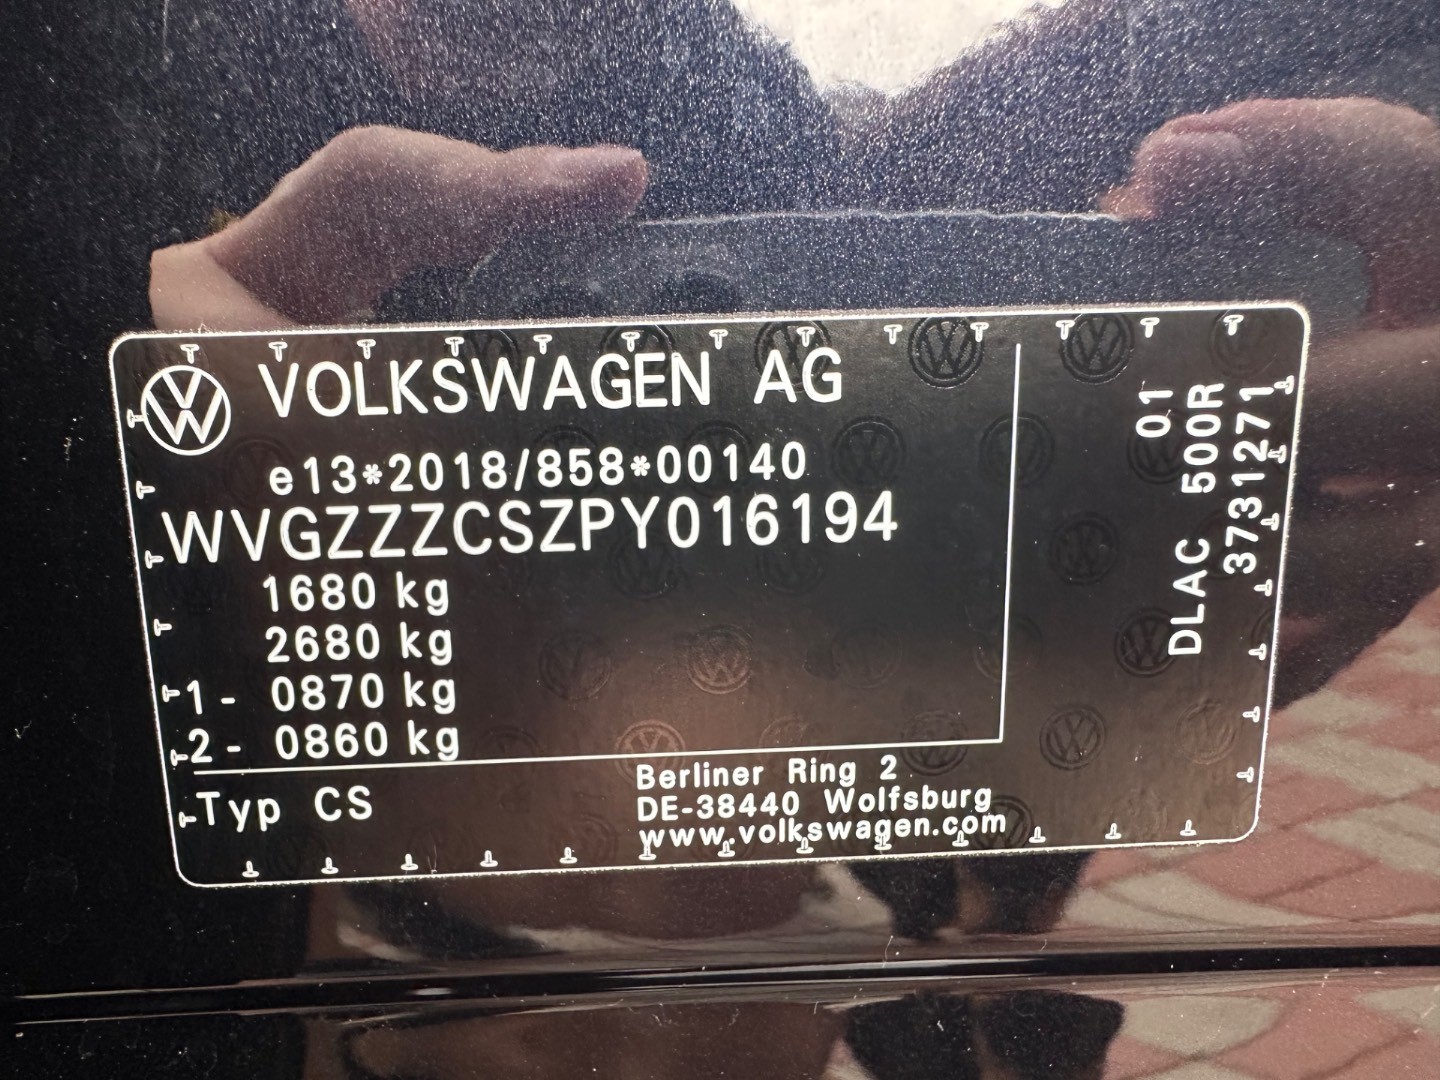 VOLKSWAGEN AG
e13*2018/858*00140
WVGZZZCSZPY016194
1680 kg
2680 kg
1- 0870 kg
2- 0860 kg
Typ CS
Berliner Ring 2
DE-38440 Wolfsburg
www.volkswagen.com
01
DLAC 500R
3731271